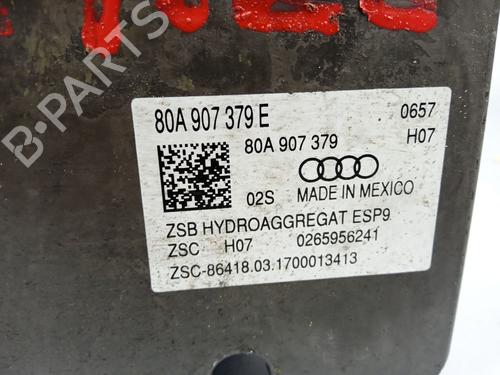 80A 907 379 E
0657
80A 907 379
H07
02S
MADE IN MEXICO
ZSB HYDROAGGREGAT ESP9
ZSC H07 0265956241
ZSC-86418.03.1700013413
B-PARTS